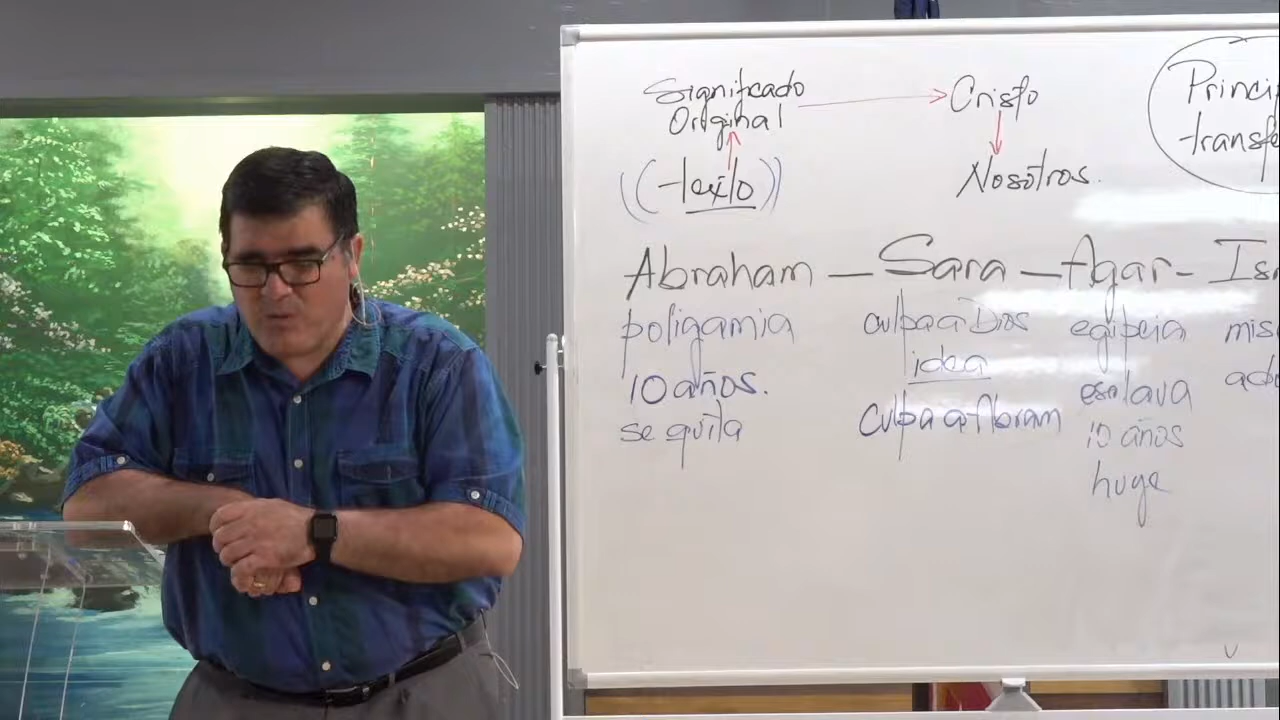 Significado Cristo Princi
Original transfe
(texto) Nosotros.
Abraham - Sara - Agar - Is
poligamia culpa a Dios egipcia mis
10 años. idea esclava
se quita culpa a Abram 10 años
huye